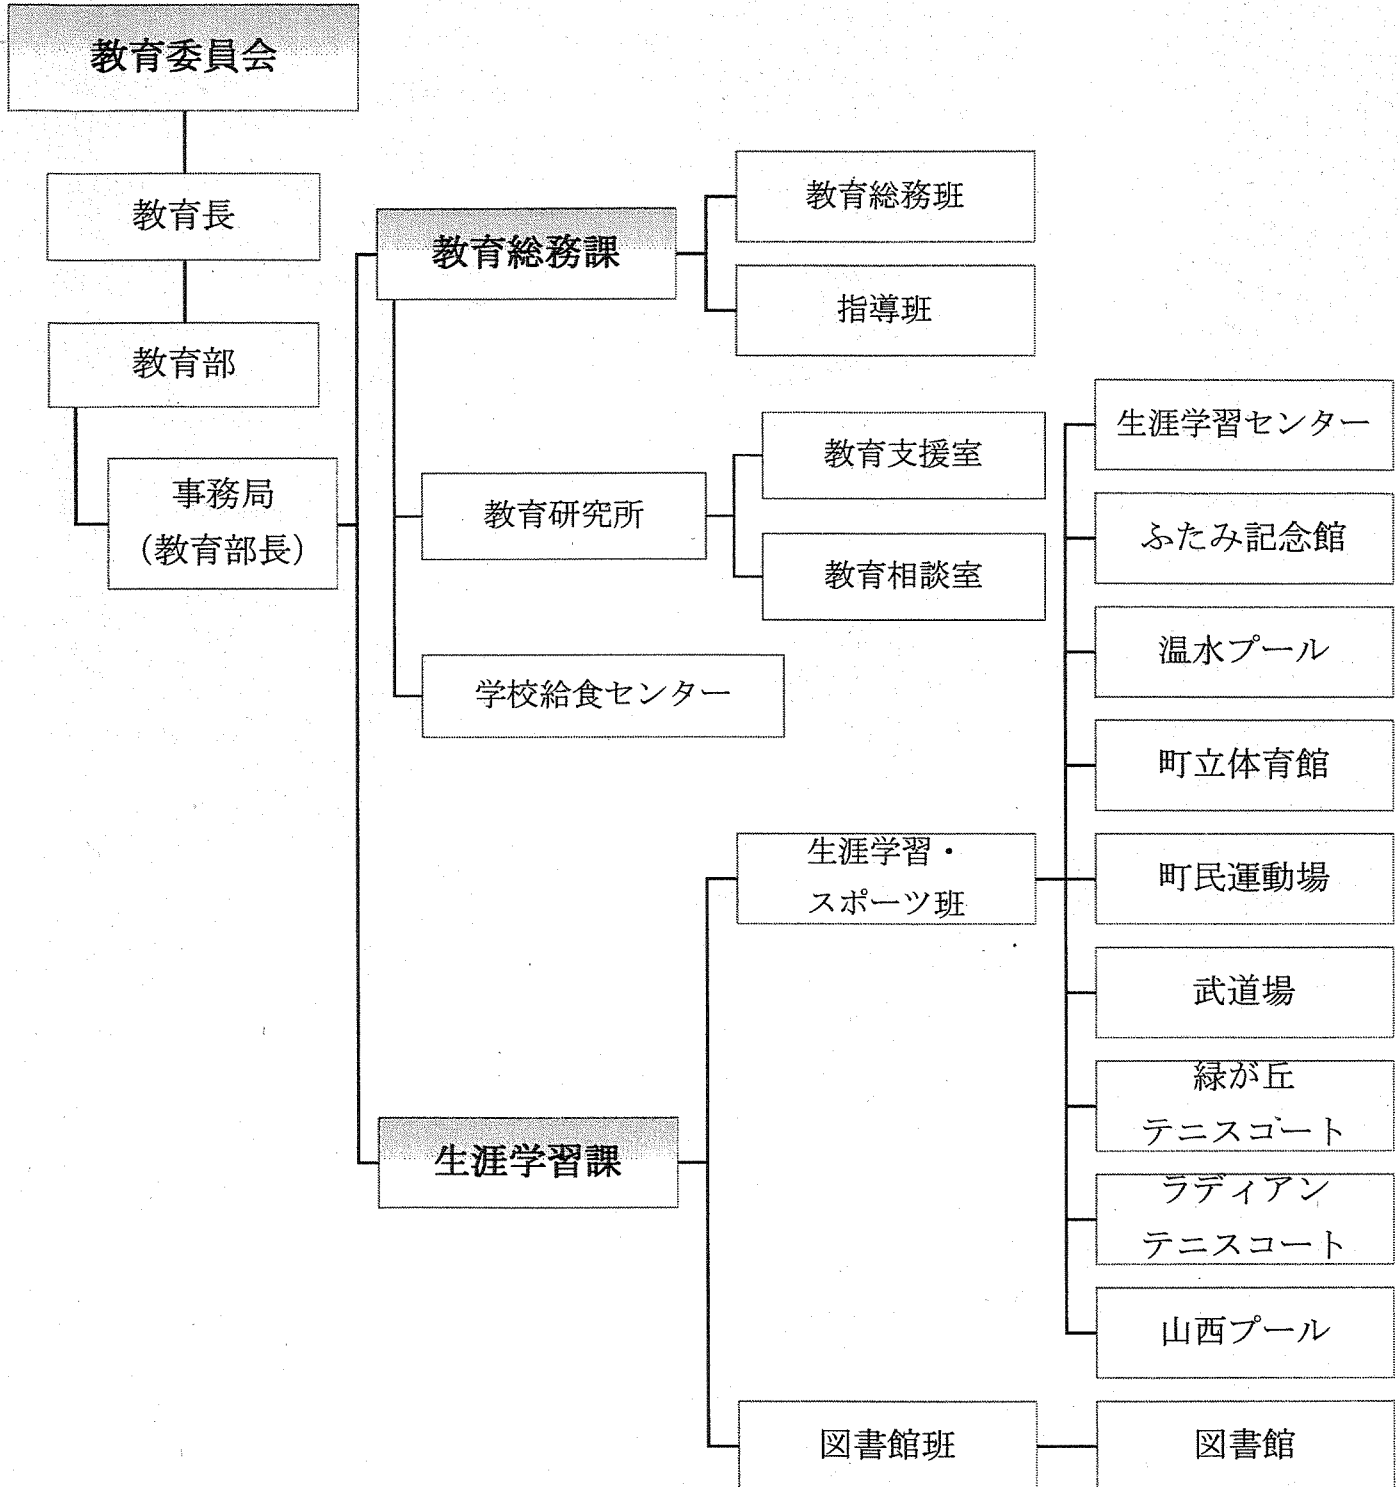 教育委員会
教育長
教育部
事務局
（教育部長）
教育総務課
教育総務班
指導班
教育研究所
教育支援室
教育相談室
学校給食センター
生涯学習課
生涯学習・
スポーツ班
生涯学習センター
ふたみ記念館
温水プール
町立体育館
町民運動場
武道場
緑が丘
テニスコート
ラディアン
テニスコート
山西プール
図書館班
図書館